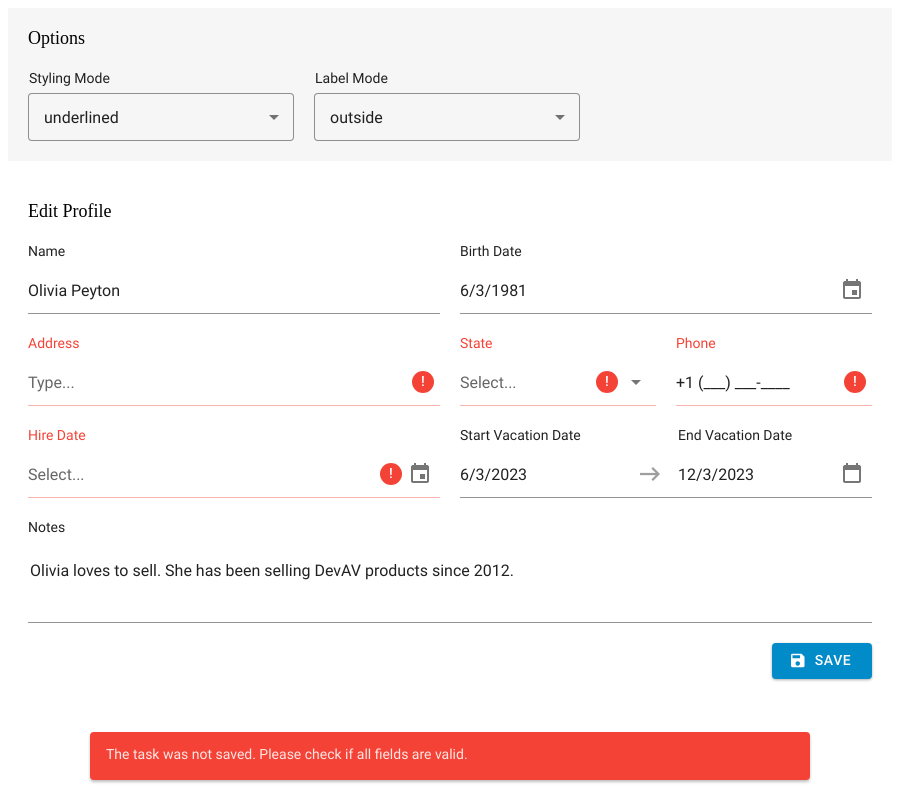 Options
Styling Mode Label Mode
underlined outside
Edit Profile
Name Birth Date
Olivia Peyton 6/3/1981
Address State Phone
Type... Select... ! +1 (___) ___-____ !
Hire Date Start Vacation Date End Vacation Date
Select... ! 6/3/2023 12/3/2023
Notes
Olivia loves to sell. She has been selling DevAV products since 2012.
SAVE
The task was not saved. Please check if all fields are valid.